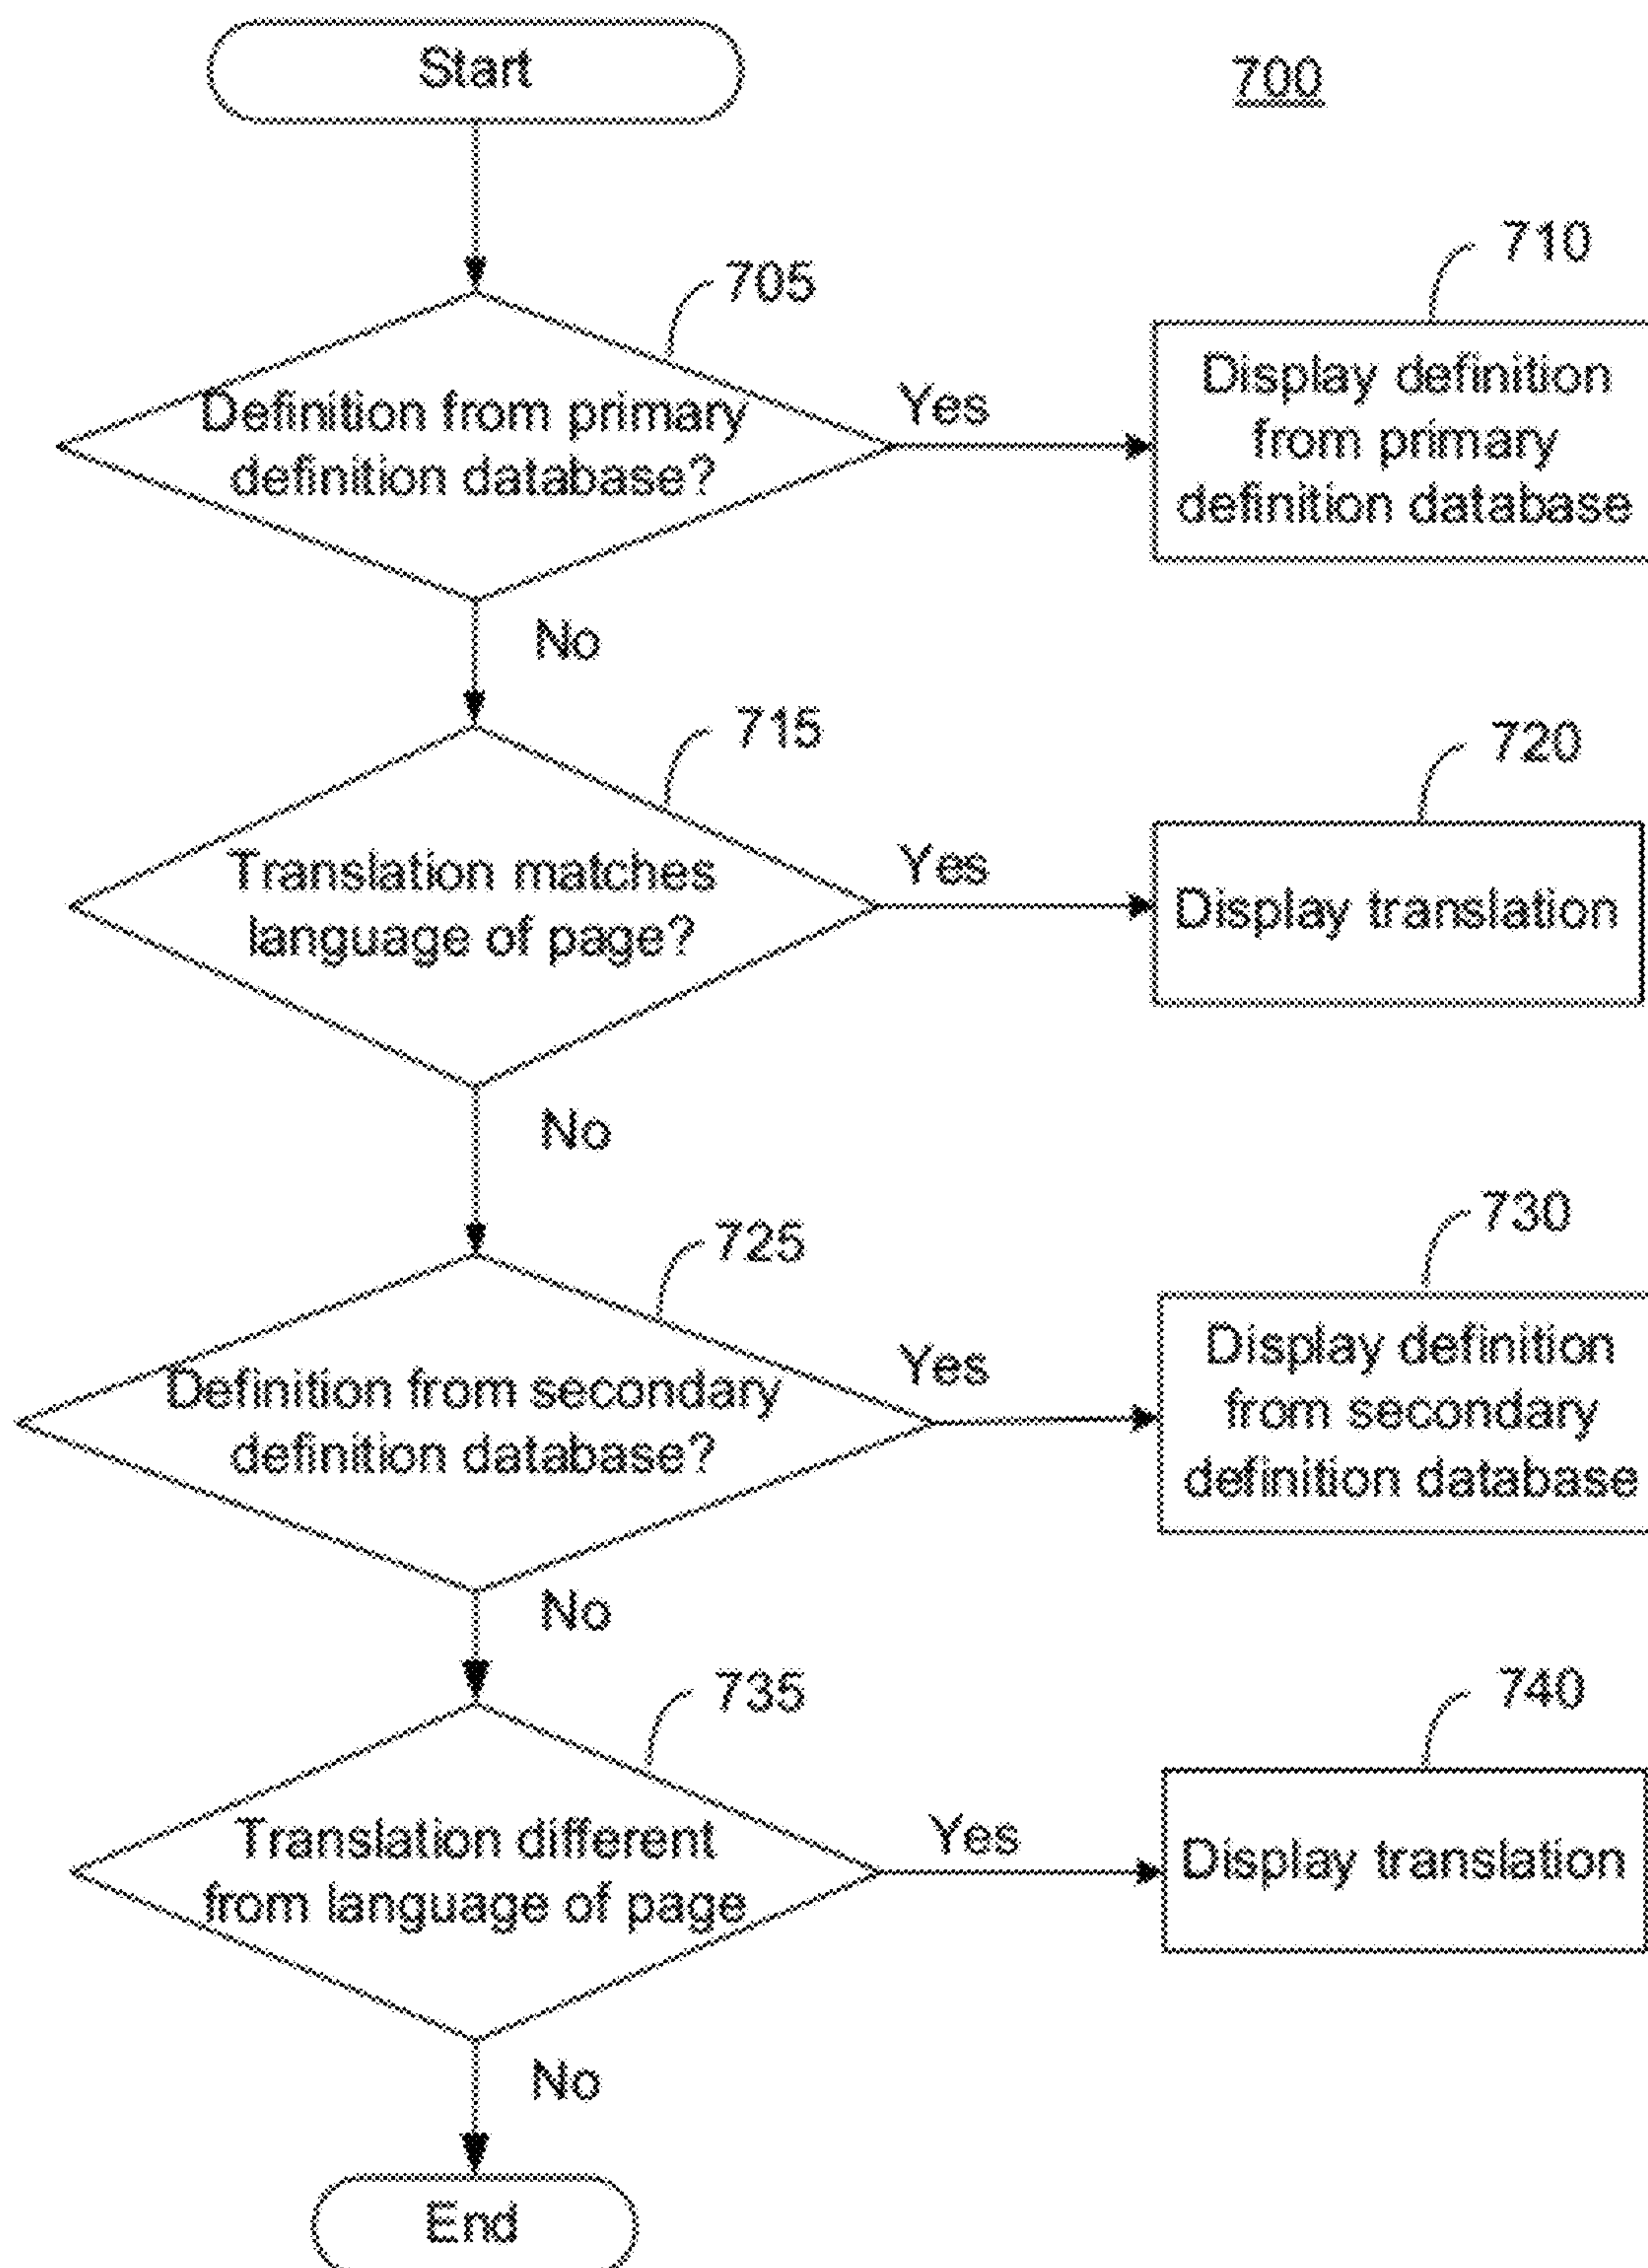 Start
700
705
Definition from primary
definition database?
Yes
710
Display definition
from primary
definition database
No
715
Translation matches
language of page?
Yes
720
Display translation
No
725
Definition from secondary
definition database?
Yes
730
Display definition
from secondary
definition database
No
735
Translation different
from language of page
Yes
740
Display translation
No
End